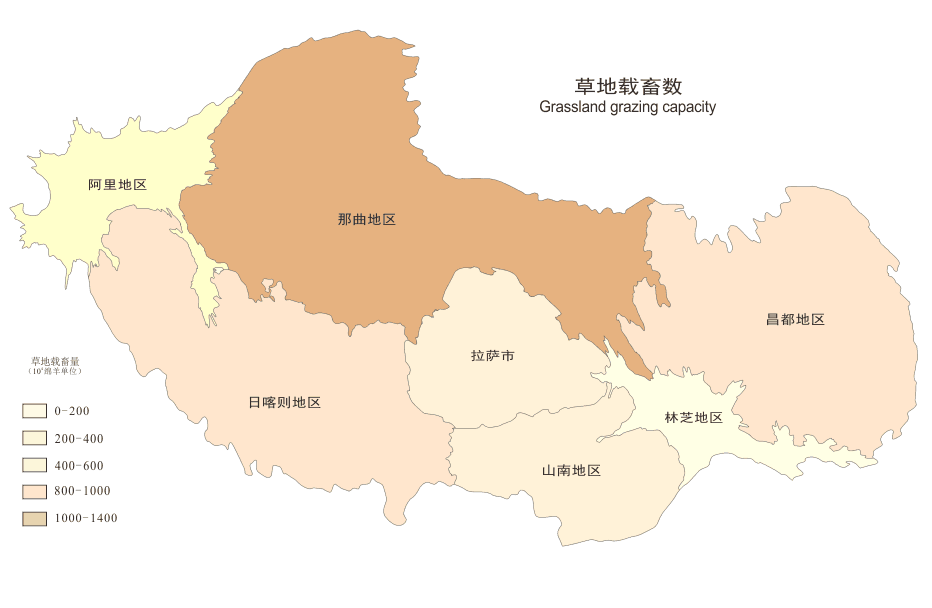 草地载畜数
Grassland grazing capacity
阿里地区
那曲地区
昌都地区
拉萨市
日喀则地区
林芝地区
山南地区
草地载畜量
（10⁴绵羊单位）
0-200
200-400
400-600
800-1000
1000-1400